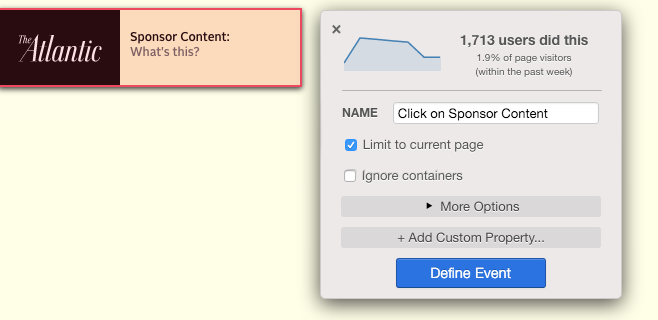 The Atlantic
Sponsor Content:
What's this?
×
1,713 users did this
1.9% of page visitors
(within the past week)
NAME Click on Sponsor Content
Limit to current page
Ignore containers
More Options
+ Add Custom Property...
Define Event